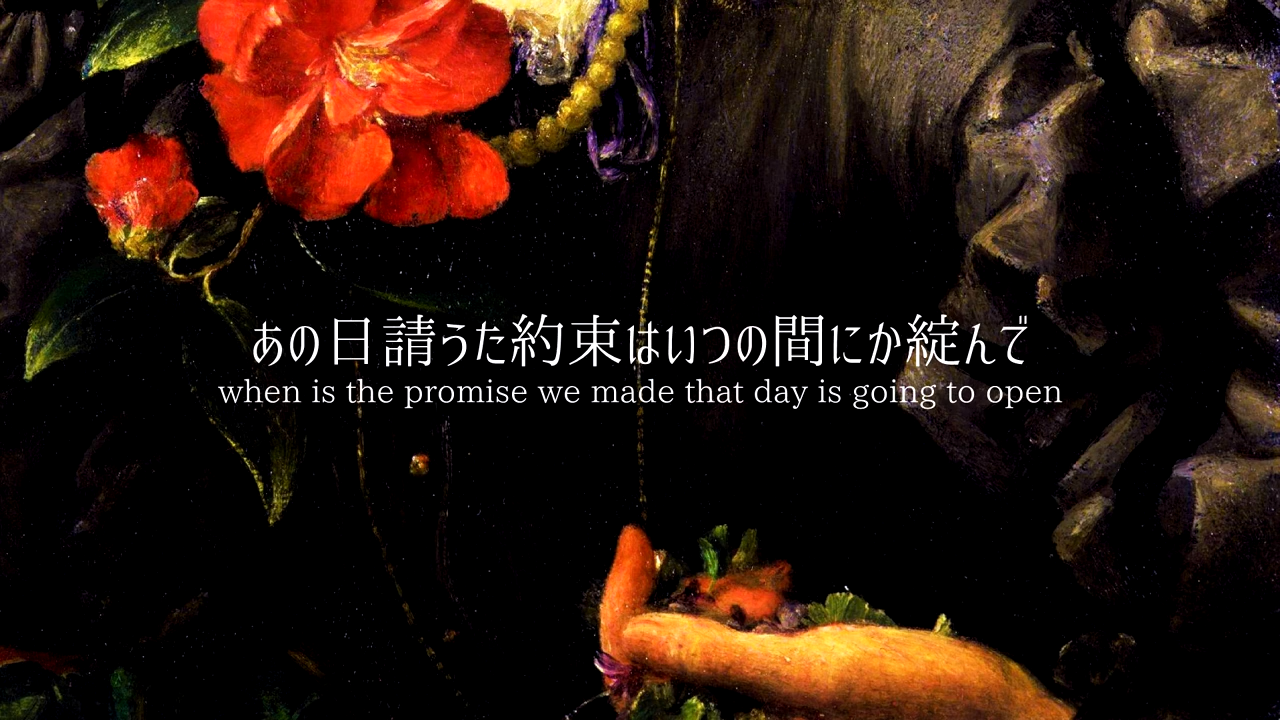 あの日請うた約束はいつの間にか綻んで
when is the promise we made that day is going to open